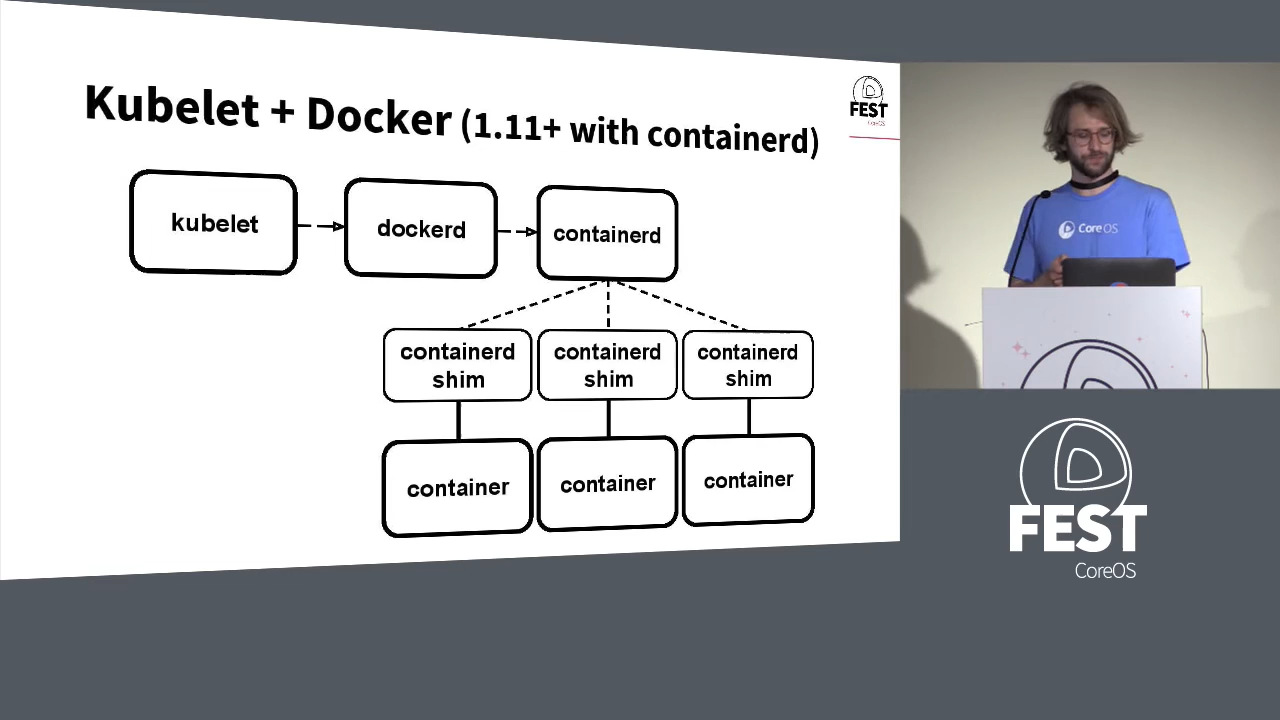 Kubelet + Docker (1.11+ with containerd)
FEST
CoreOS
kubelet
dockerd
containerd
containerd
shim
containerd
shim
containerd
shim
container
container
container
CoreOS
FEST
CoreOS